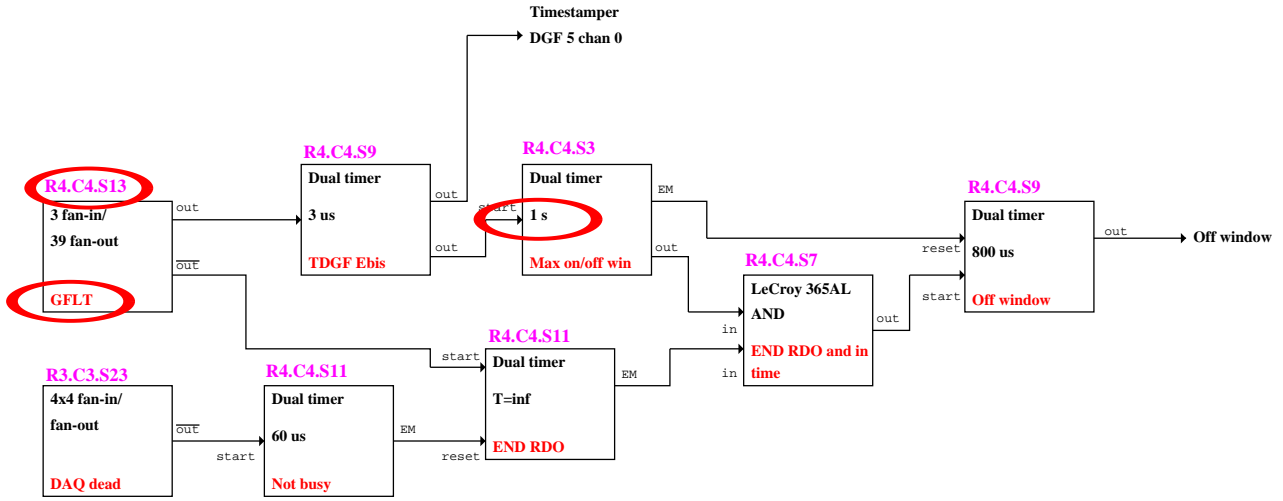 Timestamper
DGF 5 chan 0
R4.C4.S9
Dual timer
3 us
TDGF Ebis
out
out
R4.C4.S3
Dual timer
start
1 s
Max on/off win
EM
out
R4.C4.S13
3 fan-in/
39 fan-out
GFLT
out
out
R4.C4.S9
Dual timer
reset
800 us
start
Off window
out
Off window
R4.C4.S7
LeCroy 365AL
AND
in
END RDO and in
in
time
out
R4.C4.S11
start
Dual timer
T=inf
reset
END RDO
EM
R3.C3.S23
4x4 fan-in/
fan-out
DAQ dead
out
R4.C4.S11
Dual timer
60 us
start
Not busy
EM